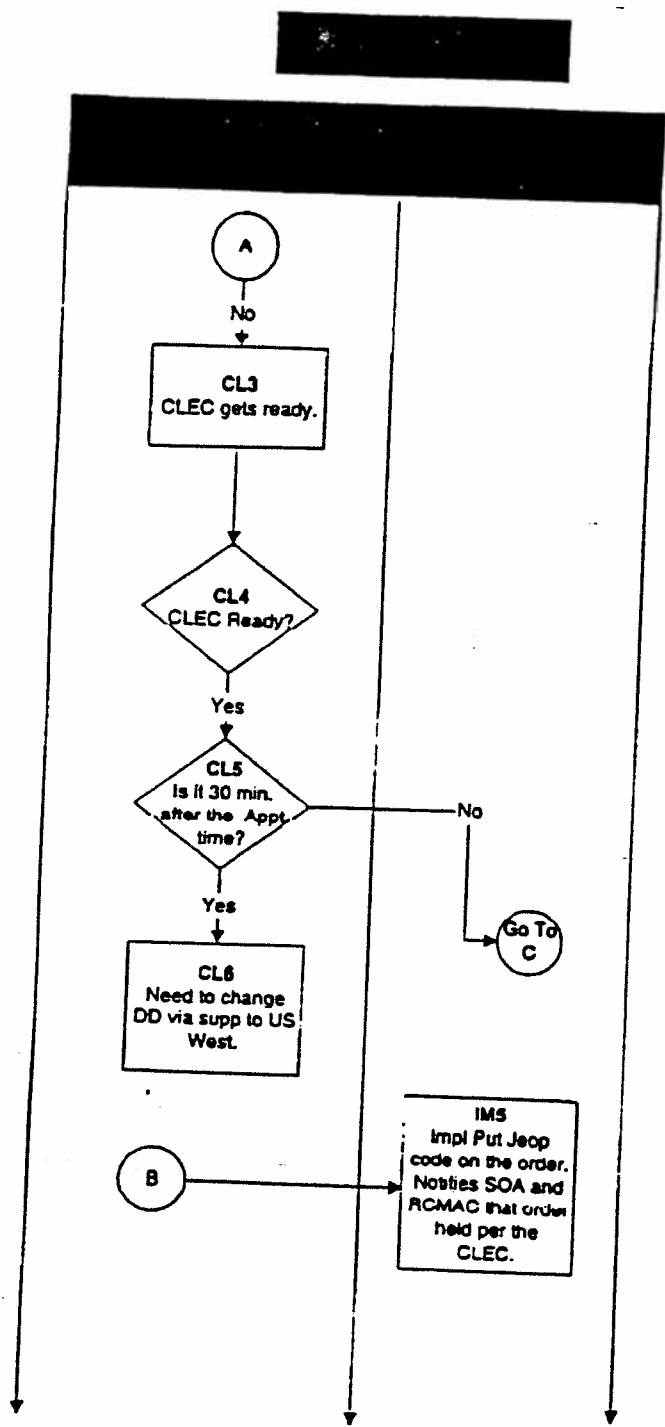 A
No
CL3
CLEC gets ready.
CL4
CLEC Ready?
Yes
CL5
Is it 30 min.
after the Appt
time?
No
Yes
Go To
C
CL6
Need to change
DD via supp to US
West.
B
IM5
Impl Put Jeop
code on the order.
Notifies SOA and
RCMAC that order
held per the
CLEC.